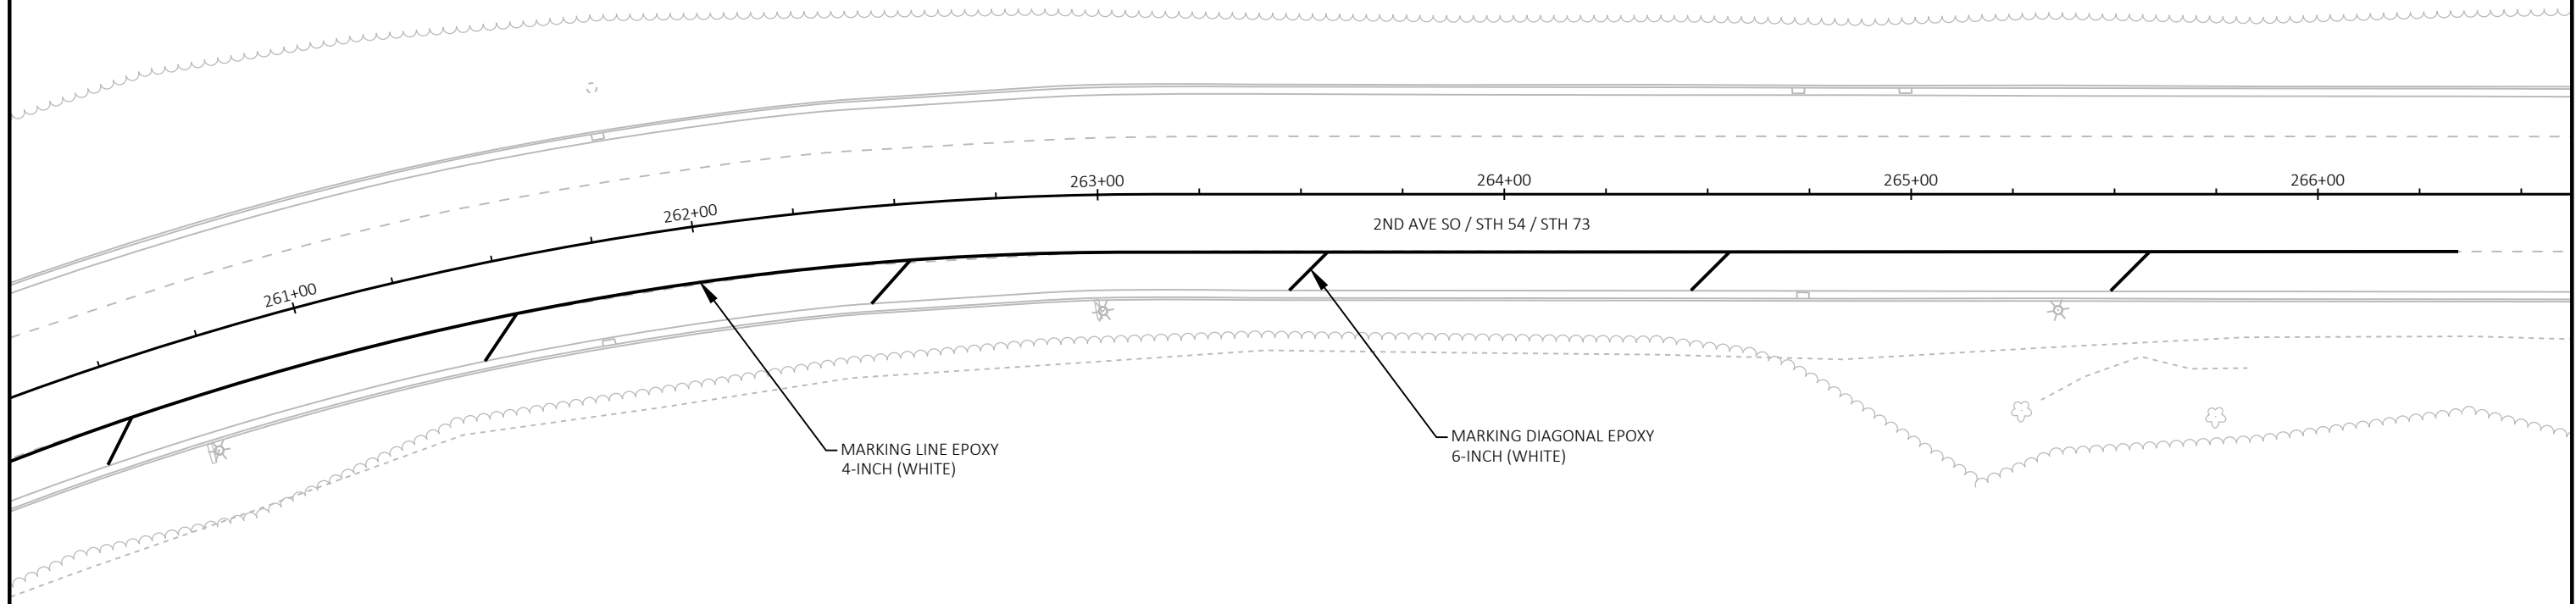 261+00
262+00
263+00
264+00
265+00
266+00
2ND AVE SO / STH 54 / STH 73
MARKING LINE EPOXY
4-INCH (WHITE)
MARKING DIAGONAL EPOXY
6-INCH (WHITE)